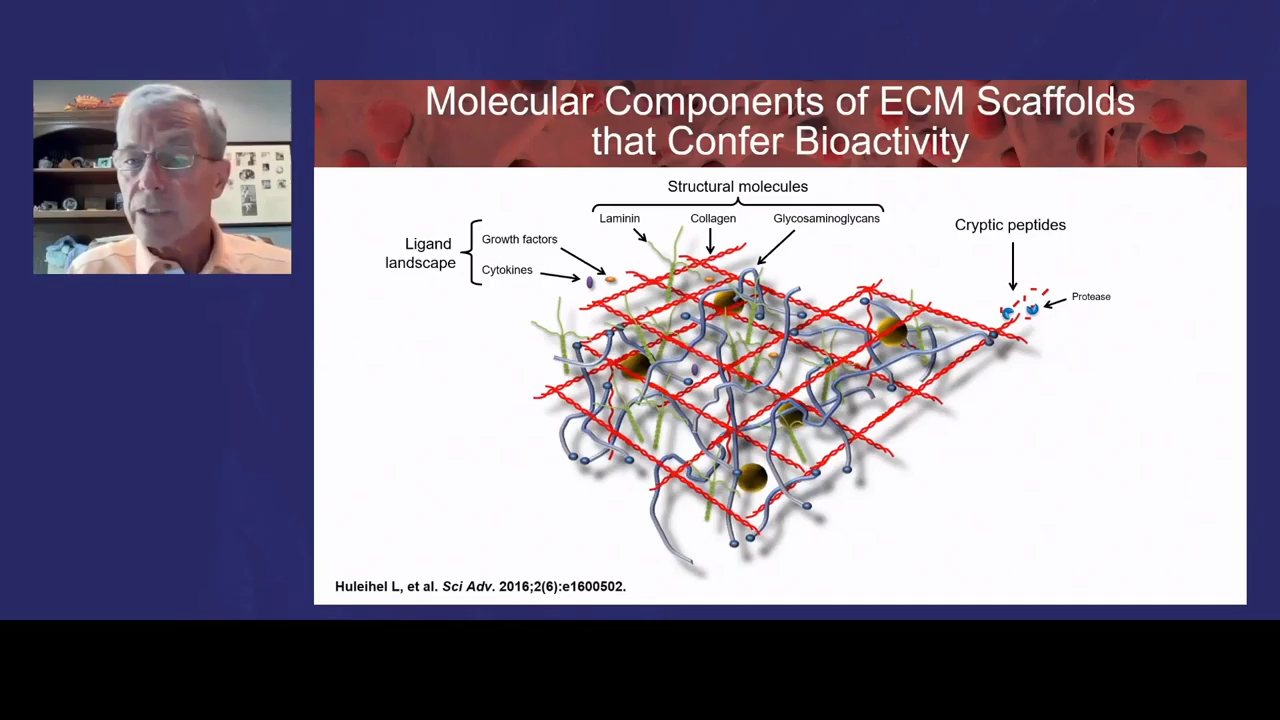 Molecular Components of ECM Scaffolds
that Confer Bioactivity
Structural molecules
Laminin
Collagen
Glycosaminoglycans
Ligand
landscape
Growth factors
Cytokines
Cryptic peptides
Protease
Huleihel L, et al. Sci Adv. 2016;2(6):e1600502.